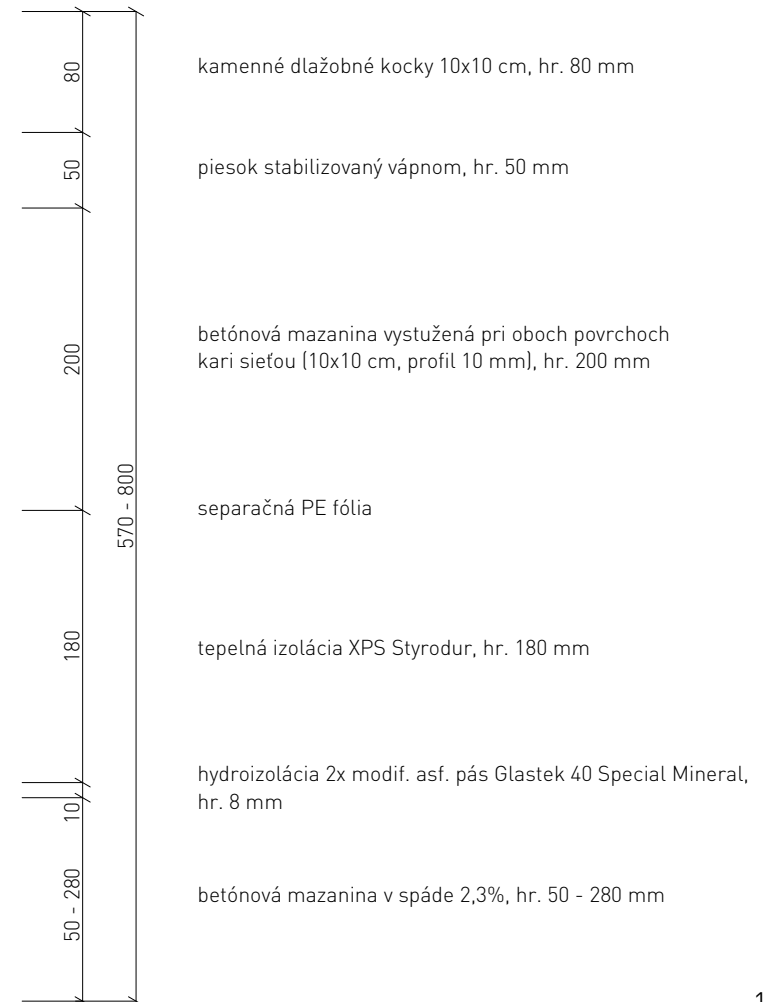 80
kamenné dlažobné kocky 10x10 cm, hr. 80 mm
50
piesok stabilizovaný vápnom, hr. 50 mm
200
betónová mazanina vystužená pri oboch povrchoch
kari sieťou (10x10 cm, profil 10 mm), hr. 200 mm
570 - 800
separačná PE fólia
180
tepelná izolácia XPS Styrodur, hr. 180 mm
10
hydroizolácia 2x modif. asf. pás Glastek 40 Special Mineral,
hr. 8 mm
50 - 280
betónová mazanina v spáde 2,3%, hr. 50 - 280 mm
1